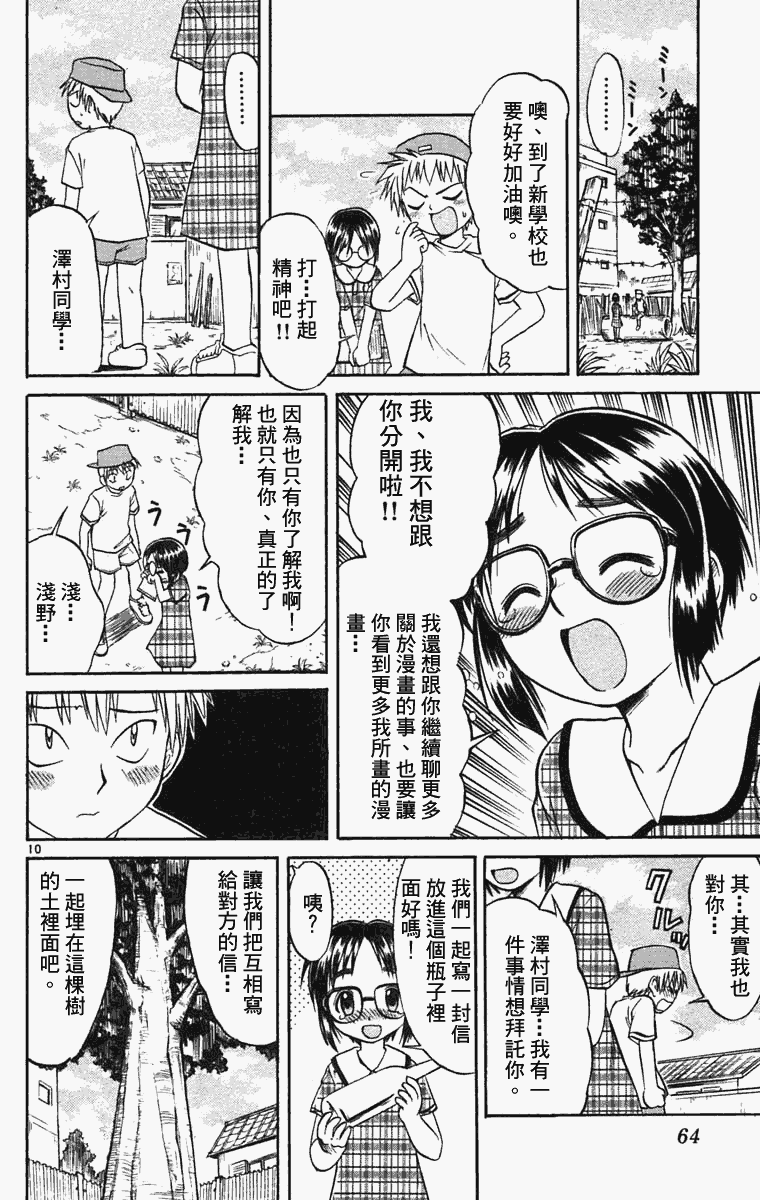 ミーン
ミーン
………
噢、到了新學校也
要好好加油噢。
打…打起
精神吧!!
………
澤村同學…
我、我不想跟
你分開啦!!
我還想跟你繼續聊更多
關於漫畫的事、也要讓
你看到更多我所畫的漫
畫…
因為也只有你了解我啊!
也就只有你、真正的了
解我…
う
う
う
淺…
淺野…
10
其…其實我也
對你…
クルッ
澤村同學…我有一
件事情想拜託你。
我們一起寫一封信
放進這個瓶子裡
面好嗎!
咦?
讓我們把互相寫
給對方的信…
一起埋在這棵樹
的土裡面吧。
64